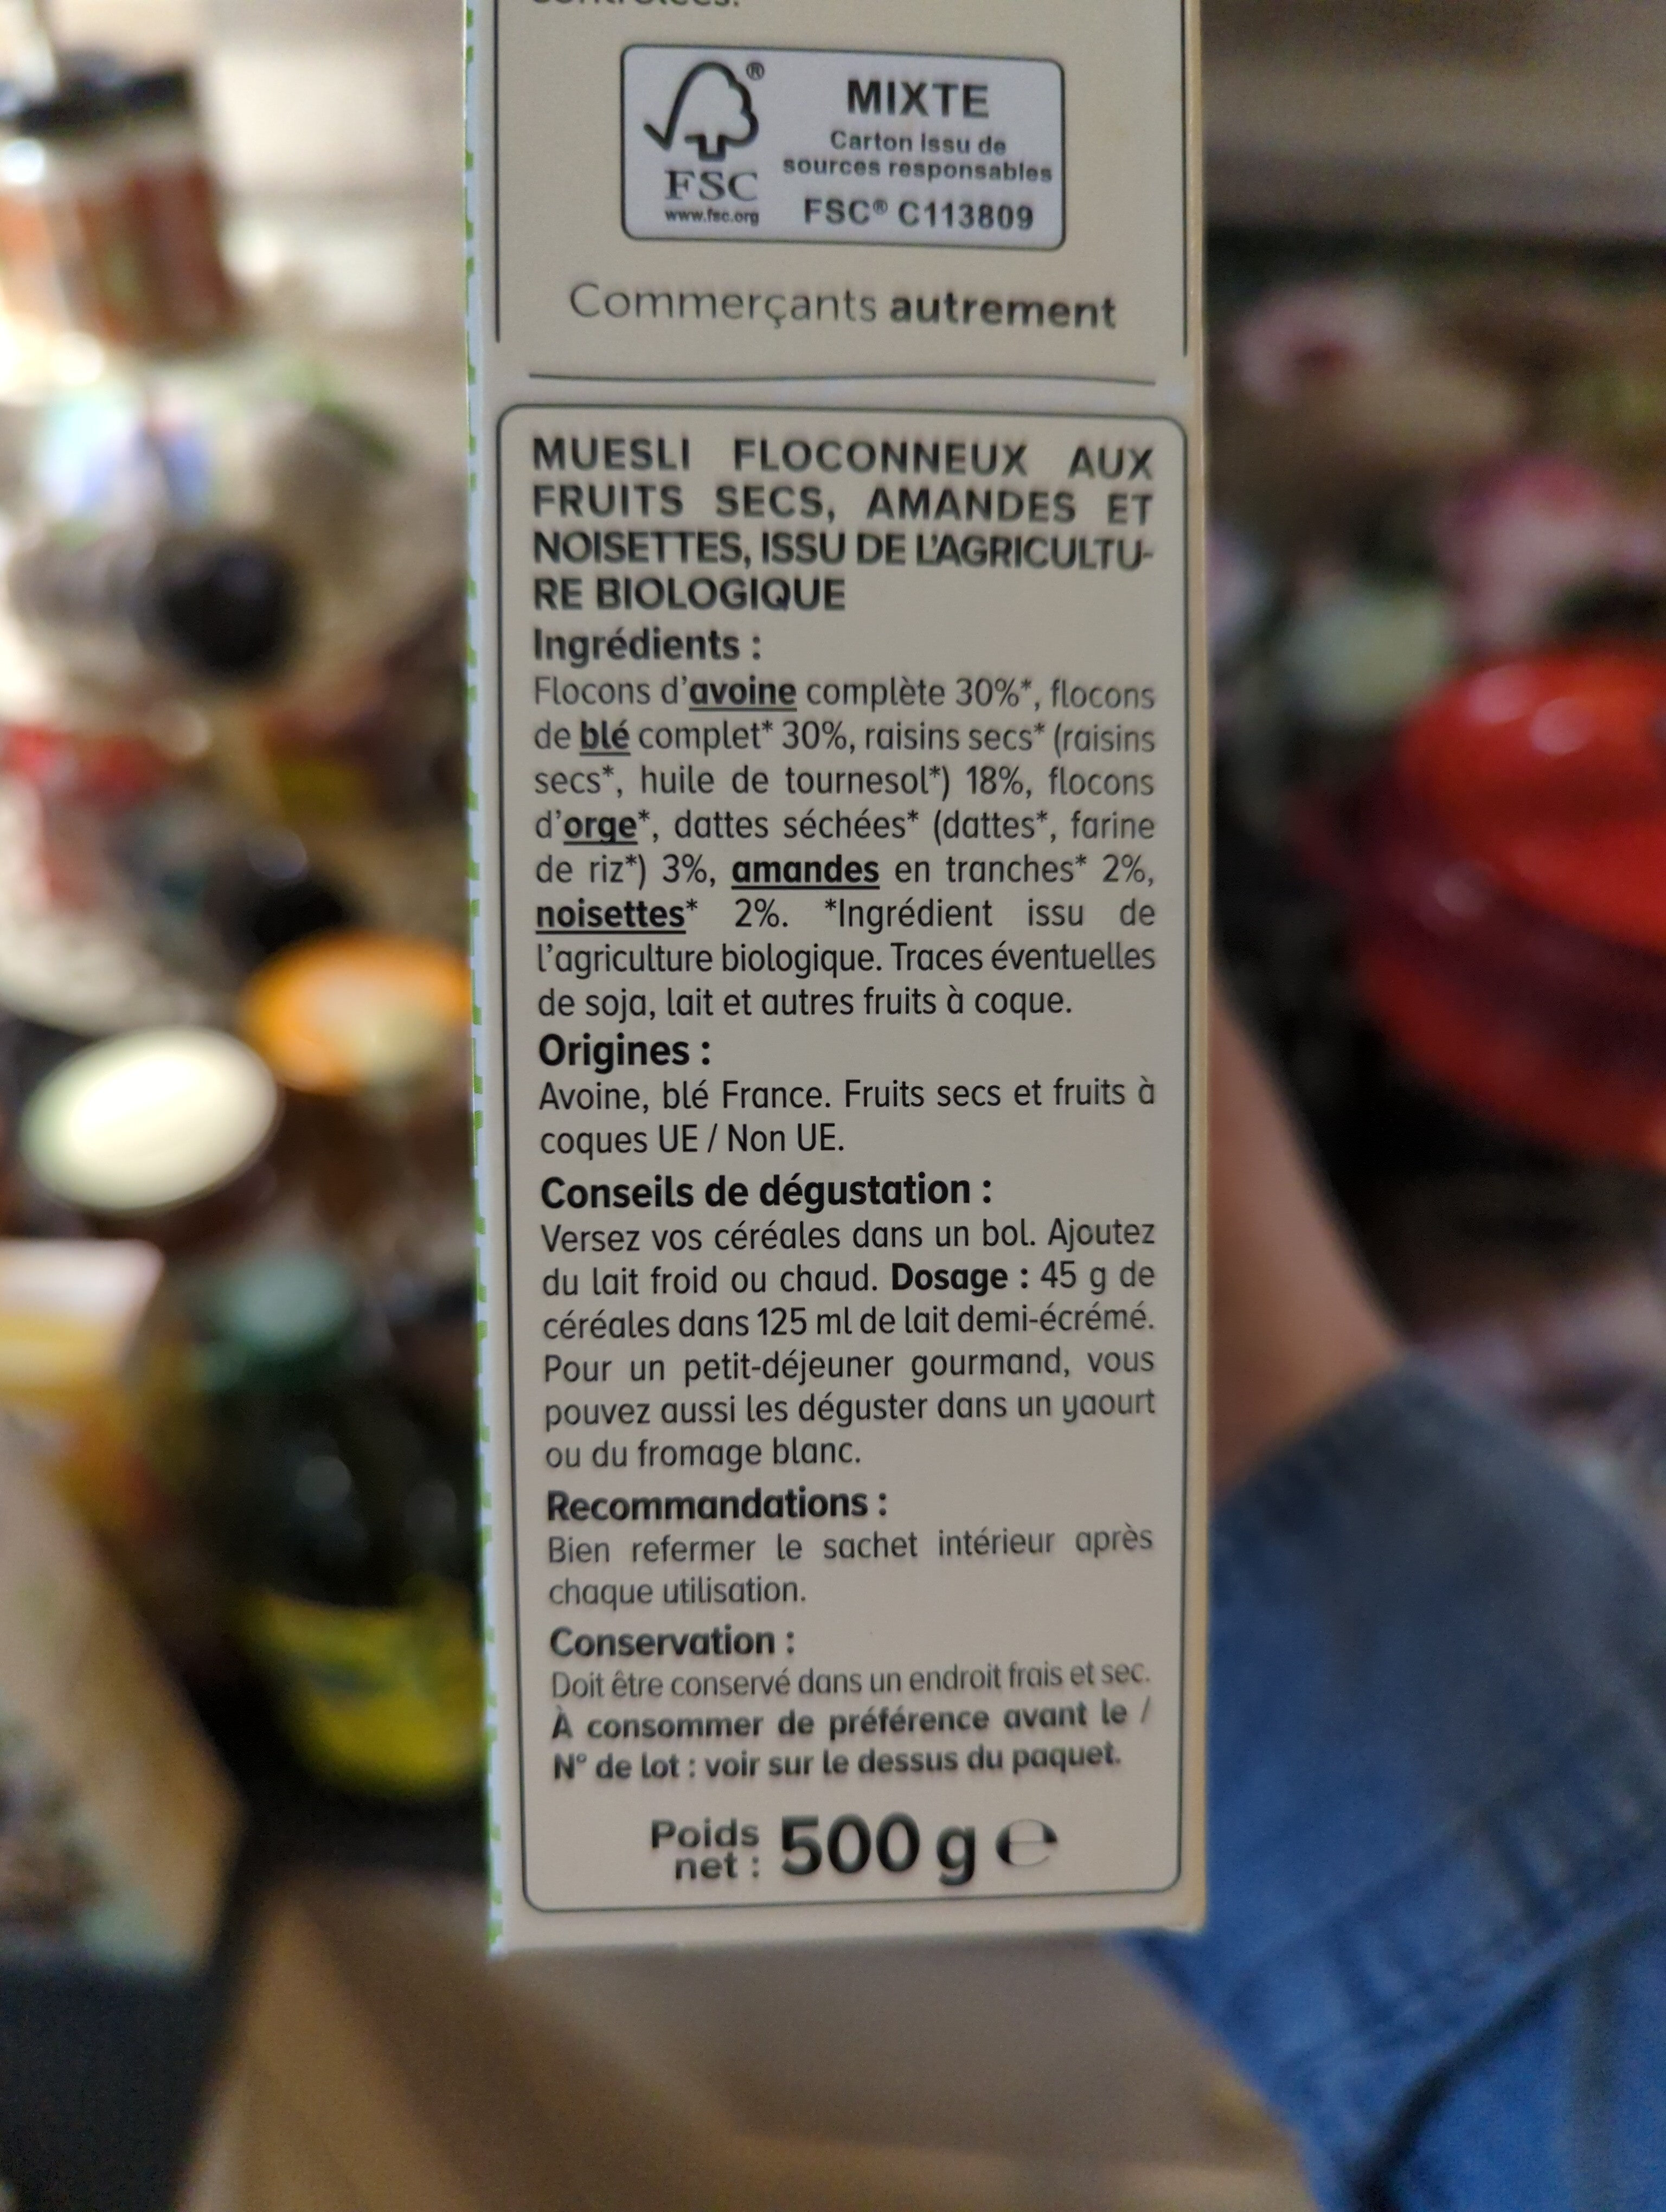 contrôlées.
MIXTE
Carton issu de
sources responsables
FSC® C113809
®
FSC
www.fsc.org
Commerçants autrement
MUESLI FLOCONNEUX AUX
FRUITS SECS, AMANDES ET
NOISETTES, ISSU DE L'AGRICULTU-
RE BIOLOGIQUE
Ingrédients :
Flocons d'avoine complète 30%*, flocons
de blé complet* 30%, raisins secs* (raisins
secs*, huile de tournesol*) 18%, flocons
d'orge*, dattes séchées* (dattes*, farine
de riz*) 3%, amandes en tranches* 2%,
noisettes* 2%. *Ingrédient issu de
l'agriculture biologique. Traces éventuelles
de soja, lait et autres fruits à coque.
Origines :
Avoine, blé France. Fruits secs et fruits à
coques UE / Non UE.
Conseils de dégustation :
Versez vos céréales dans un bol. Ajoutez
du lait froid ou chaud. Dosage : 45 g de
céréales dans 125 ml de lait demi-écrémé.
Pour un petit-déjeuner gourmand, vous
pouvez aussi les déguster dans un yaourt
ou du fromage blanc.
Recommandations :
Bien refermer le sachet intérieur après
chaque utilisation.
Conservation :
Doit être conservé dans un endroit frais et sec.
À consommer de préférence avant le /
N° de lot : voir sur le dessus du paquet.
Poids
net : 500 g e